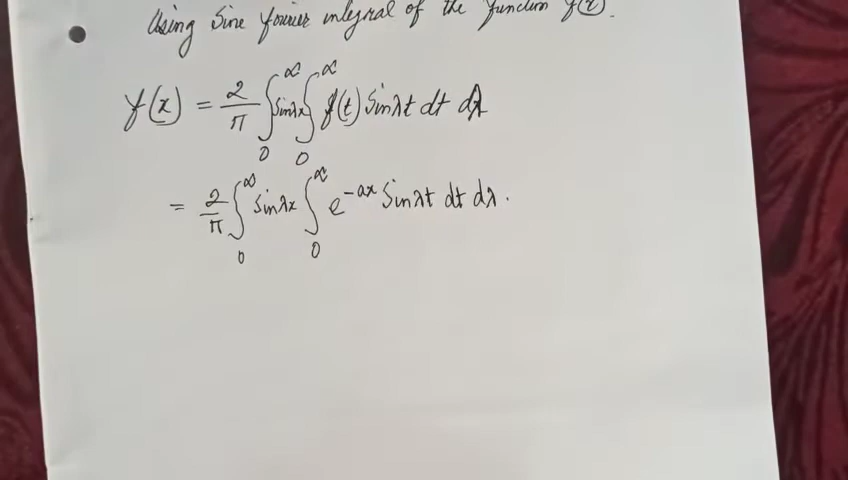 Using Sine fourier integral of the function f(x).
f(x) = 2/π ∫₀^∞ sinλx ∫₀^∞ f(t) sinλt dt dλ
= 2/π ∫₀^∞ sinλx ∫₀^∞ e^-ax sinλt dt dλ.